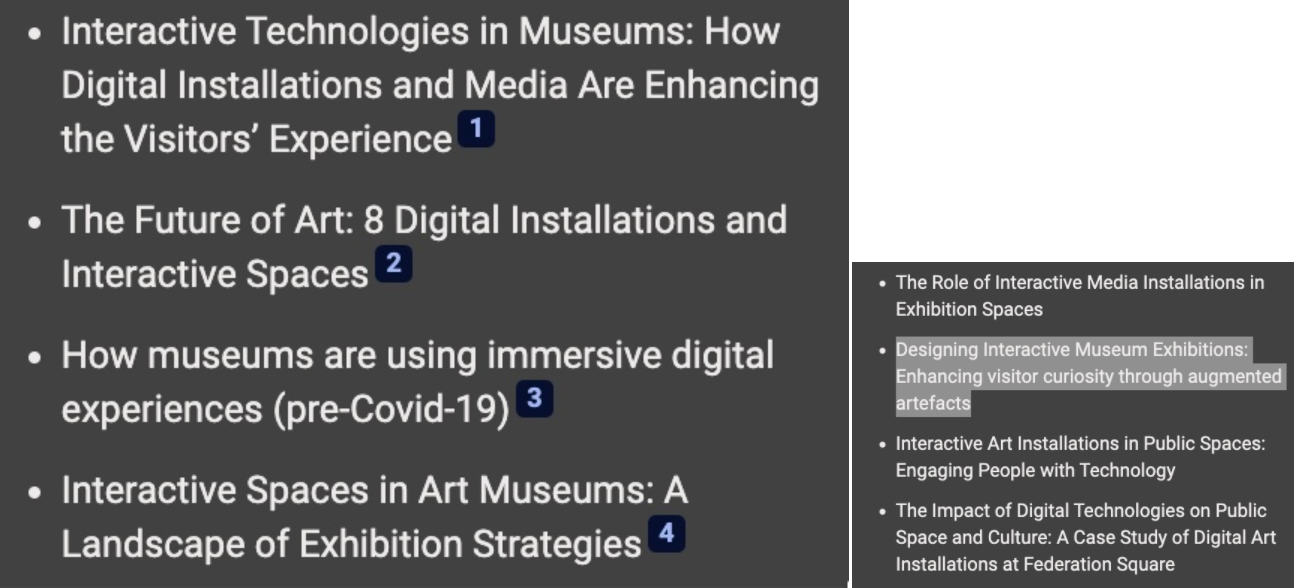 • Interactive Technologies in Museums: How
Digital Installations and Media Are Enhancing
the Visitors’ Experience 1
• The Future of Art: 8 Digital Installations and
Interactive Spaces 2
• How museums are using immersive digital
experiences (pre-Covid-19) 3
• Interactive Spaces in Art Museums: A
Landscape of Exhibition Strategies 4
• The Role of Interactive Media Installations in
Exhibition Spaces
• Designing Interactive Museum Exhibitions:
Enhancing visitor curiosity through augmented
artefacts
• Interactive Art Installations in Public Spaces:
Engaging People with Technology
• The Impact of Digital Technologies on Public
Space and Culture: A Case Study of Digital Art
Installations at Federation Square